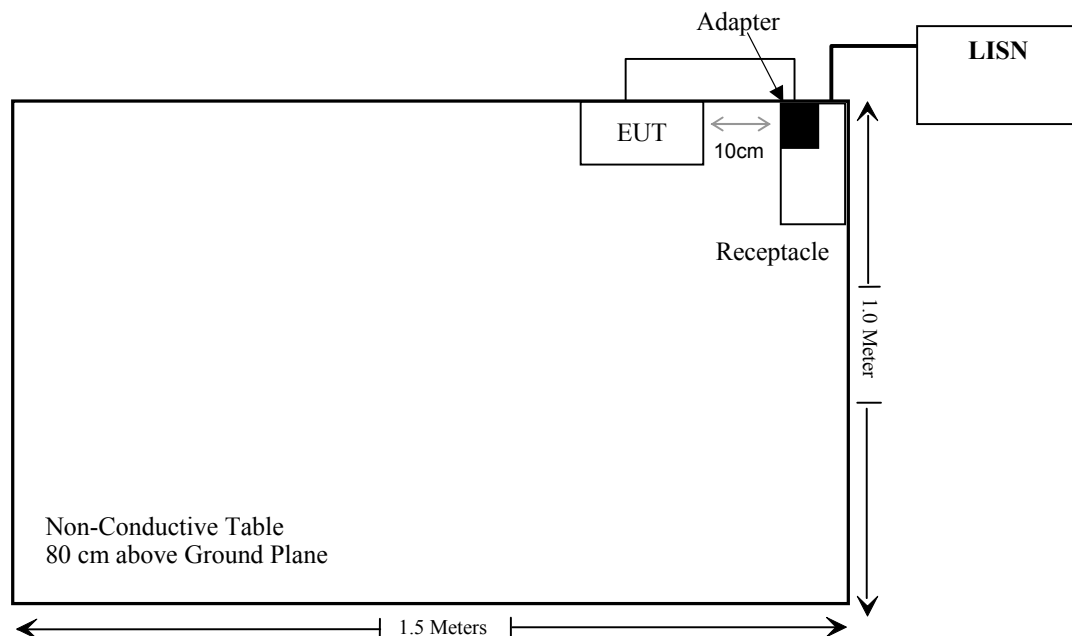 Adapter
LISN
EUT
10cm
Receptacle
1.0 Meter
Non-Conductive Table
80 cm above Ground Plane
1.5 Meters